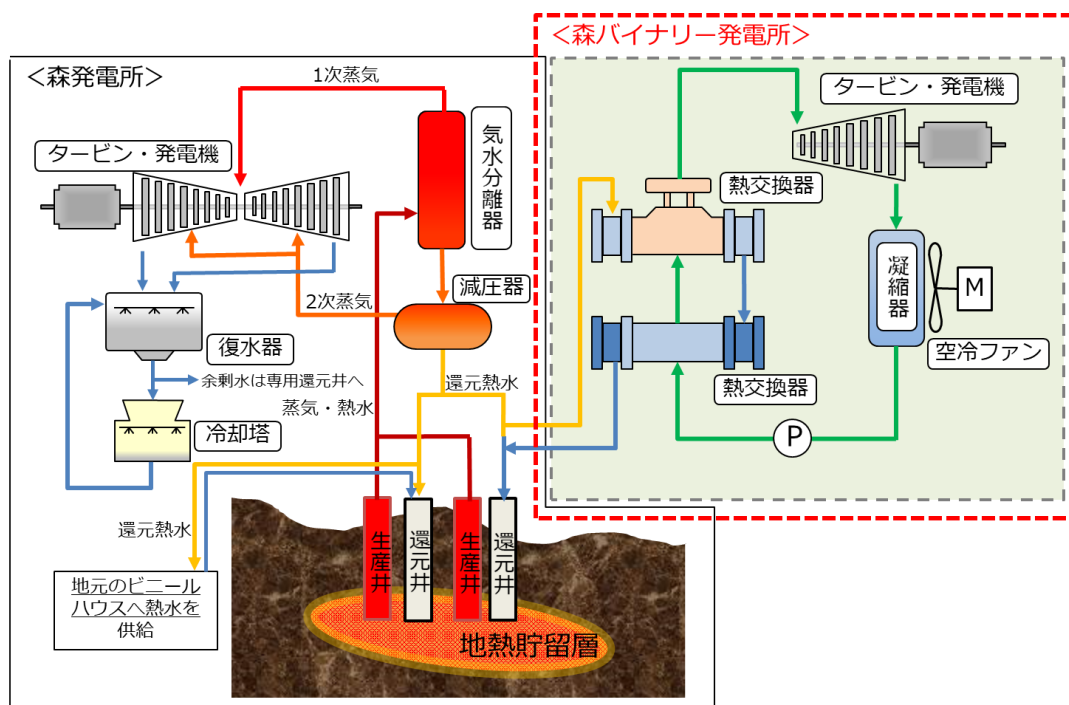 ＜森バイナリー発電所＞
＜森発電所＞
1次蒸気
タービン・発電機
タービン・発電機
気水分離器
熱交換器
減圧器
2次蒸気
凝縮器
M
復水器
空冷ファン
余剰水は専用還元井へ
還元熱水
熱交換器
蒸気・熱水
冷却塔
P
還元熱水
生産井
還元井
生産井
還元井
地元のビニール
ハウスへ熱水を
供給
地熱貯留層